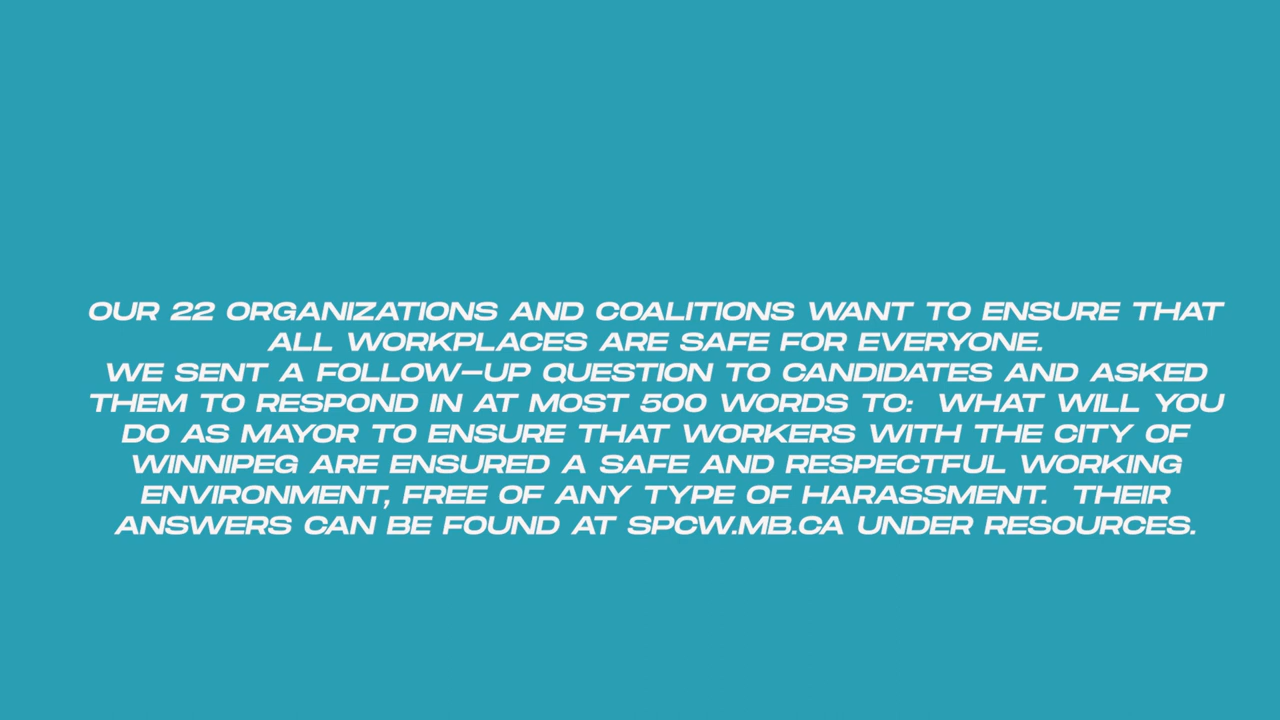 OUR 22 ORGANIZATIONS AND COALITIONS WANT TO ENSURE THAT
ALL WORKPLACES ARE SAFE FOR EVERYONE.
WE SENT A FOLLOW-UP QUESTION TO CANDIDATES AND ASKED
THEM TO RESPOND IN AT MOST 500 WORDS TO:  WHAT WILL YOU
DO AS MAYOR TO ENSURE THAT WORKERS WITH THE CITY OF
WINNIPEG ARE ENSURED A SAFE AND RESPECTFUL WORKING
ENVIRONMENT, FREE OF ANY TYPE OF HARASSMENT.  THEIR
ANSWERS CAN BE FOUND AT SPCW.MB.CA UNDER RESOURCES.